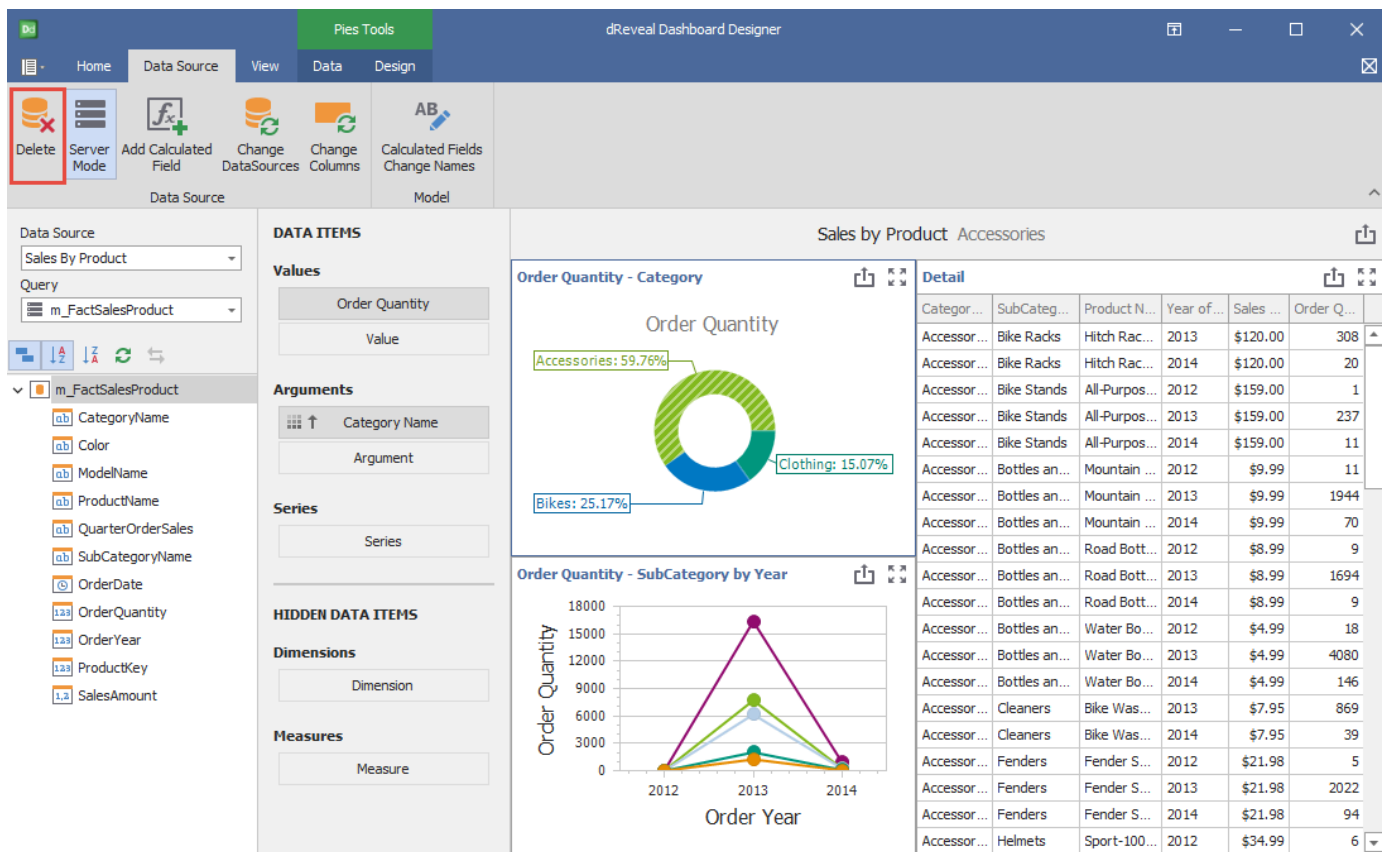 Dd
Pies Tools
dReveal Dashboard Designer
Home
Data Source
View
Data
Design
Delete
Server
Mode
Add Calculated
Field
Change
DataSources
Change
Columns
Calculated Fields
Change Names
Data Source
Model
Data Source
Sales By Product
Query
m_FactSalesProduct
m_FactSalesProduct
CategoryName
Color
ModelName
ProductName
QuarterOrderSales
SubCategoryName
OrderDate
OrderQuantity
OrderYear
ProductKey
SalesAmount
DATA ITEMS
Values
Order Quantity
Value
Arguments
Category Name
Argument
Series
Series
HIDDEN DATA ITEMS
Dimensions
Dimension
Measures
Measure
Sales by Product Accessories
Order Quantity - Category
Order Quantity
Accessories: 59.76%
Clothing: 15.07%
Bikes: 25.17%
Order Quantity - SubCategory by Year
Order Quantity
18000
15000
12000
9000
6000
3000
0
2012 2013 2014
Order Year
Detail
Categor... SubCateg... Product N... Year of... Sales ... Order Q...
Accessor... Bike Racks Hitch Rac... 2013 $120.00 308
Accessor... Bike Racks Hitch Rac... 2014 $120.00 20
Accessor... Bike Stands All-Purpos... 2012 $159.00 1
Accessor... Bike Stands All-Purpos... 2013 $159.00 237
Accessor... Bike Stands All-Purpos... 2014 $159.00 11
Accessor... Bottles an... Mountain ... 2012 $9.99 11
Accessor... Bottles an... Mountain ... 2013 $9.99 1944
Accessor... Bottles an... Mountain ... 2014 $9.99 70
Accessor... Bottles an... Road Bott... 2012 $8.99 9
Accessor... Bottles an... Road Bott... 2013 $8.99 1694
Accessor... Bottles an... Road Bott... 2014 $8.99 9
Accessor... Bottles an... Water Bo... 2012 $4.99 18
Accessor... Bottles an... Water Bo... 2013 $4.99 4080
Accessor... Bottles an... Water Bo... 2014 $4.99 146
Accessor... Cleaners Bike Was... 2013 $7.95 869
Accessor... Cleaners Bike Was... 2014 $7.95 39
Accessor... Fenders Fender S... 2012 $21.98 5
Accessor... Fenders Fender S... 2013 $21.98 2022
Accessor... Fenders Fender S... 2014 $21.98 94
Accessor... Helmets Sport-100... 2012 $34.99 6